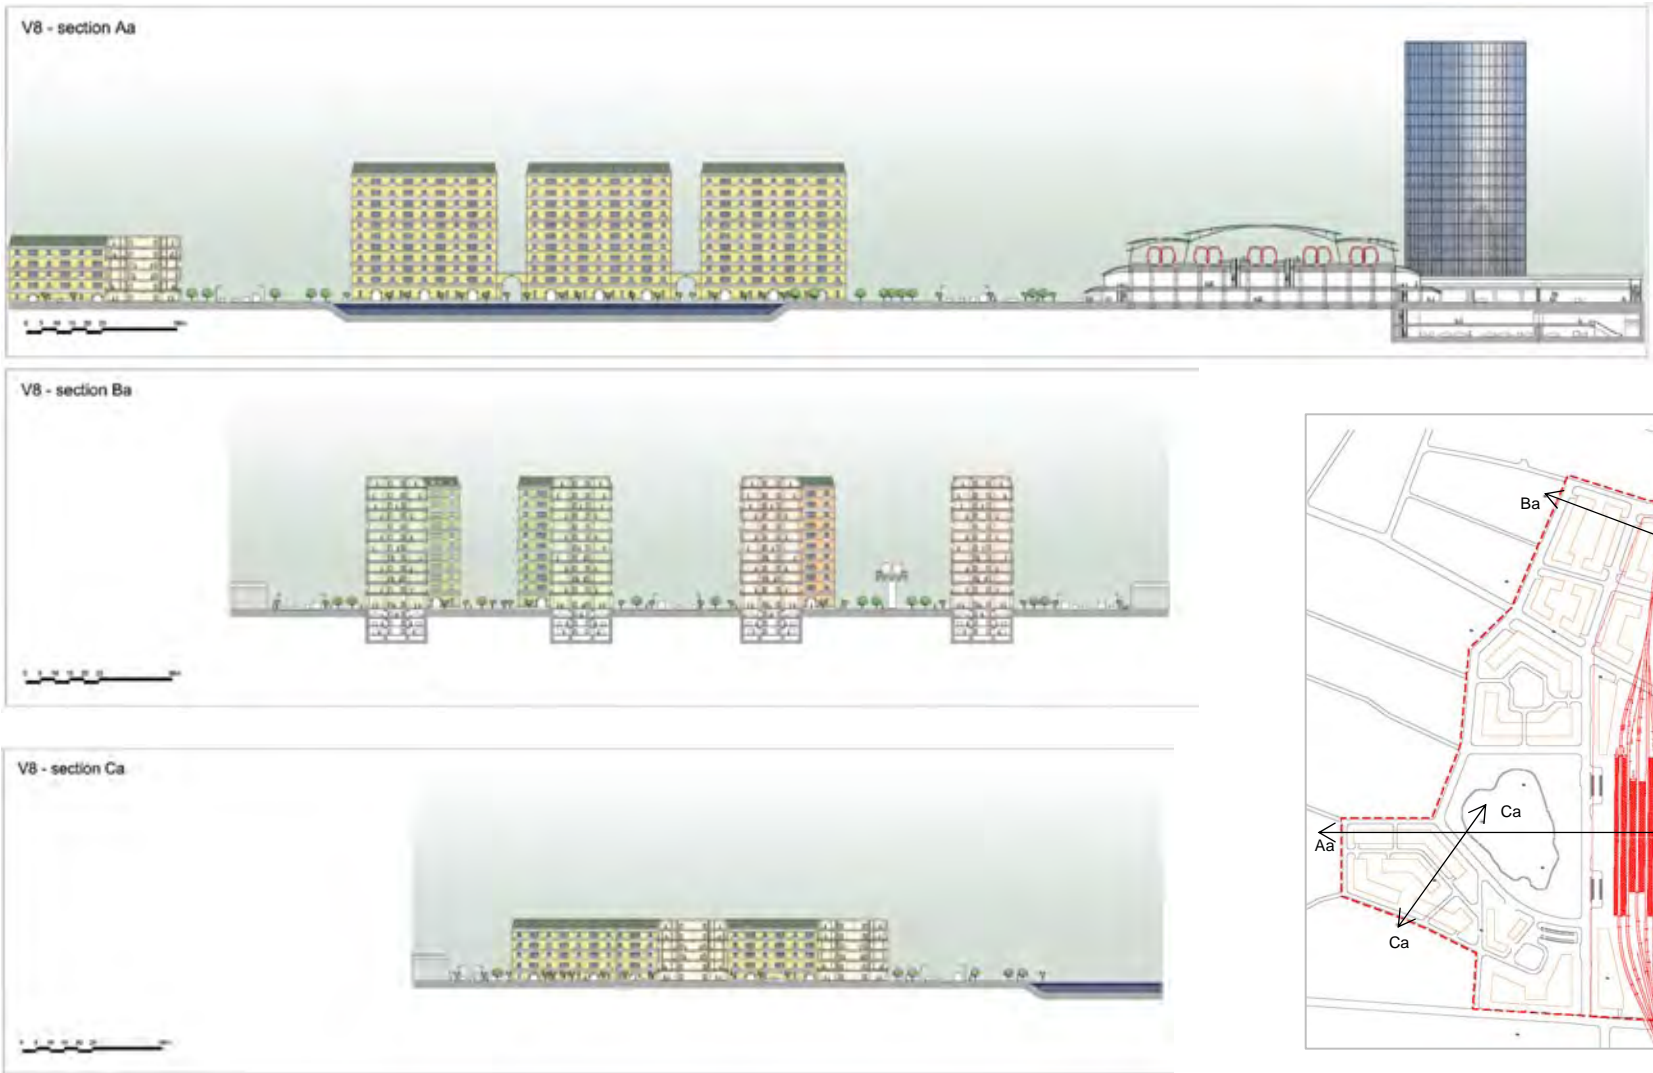 V8 - section Aa
V8 - section Ba
V8 - section Ca
Ba
Ca
Aa
Ca